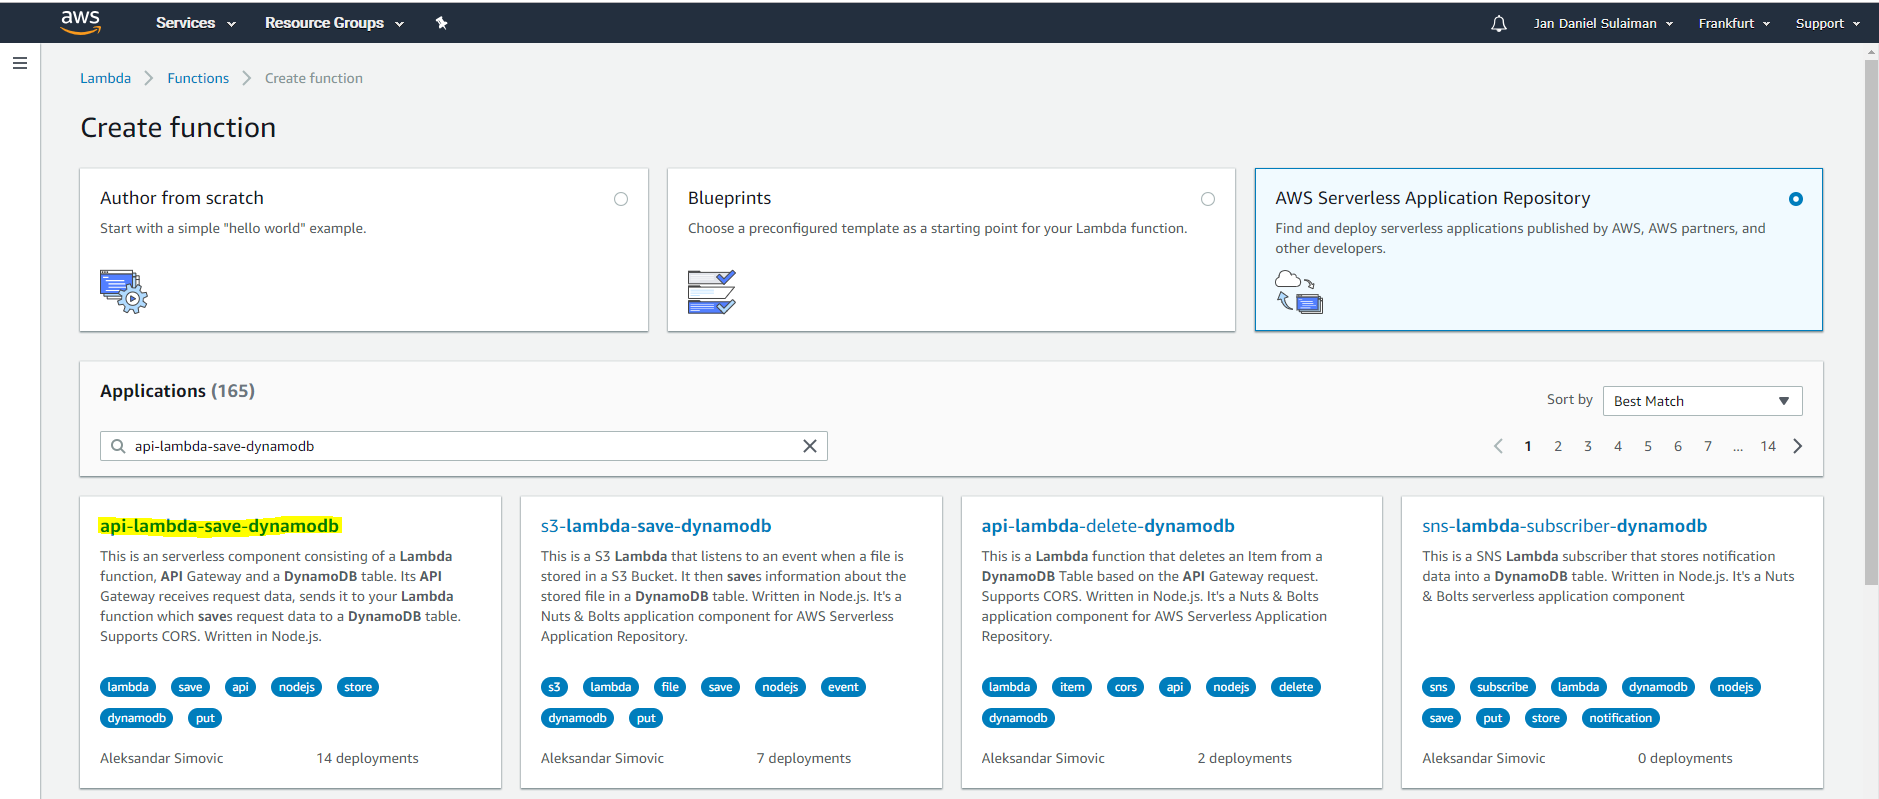 aws Services Resource Groups Jan Daniel Sulaiman Frankfurt Support
Lambda Functions Create function
Create function
Author from scratch
Start with a simple "hello world" example.
Blueprints
Choose a preconfigured template as a starting point for your Lambda function.
AWS Serverless Application Repository
Find and deploy serverless applications published by AWS, AWS partners, and
other developers.
Applications (165)
Sort by Best Match
api-lambda-save-dynamodb
1 2 3 4 5 6 7 ... 14
api-lambda-save-dynamodb
This is an serverless component consisting of a Lambda
function, API Gateway and a DynamoDB table. Its API
Gateway receives request data, sends it to your Lambda
function which saves request data to a DynamoDB table.
Supports CORS. Written in Node.js.
lambda save api nodejs store
dynamodb put
Aleksandar Simovic 14 deployments
s3-lambda-save-dynamodb
This is a S3 Lambda that listens to an event when a file is
stored in a S3 Bucket. It then saves information about the
stored file in a DynamoDB table. Written in Node.js. It's a
Nuts & Bolts application component for AWS Serverless
Application Repository.
s3 lambda file save nodejs event
dynamodb put
Aleksandar Simovic 7 deployments
api-lambda-delete-dynamodb
This is a Lambda function that deletes an Item from a
DynamoDB Table based on the API Gateway request.
Supports CORS. Written in Node.js. It's a Nuts & Bolts
application component for AWS Serverless Application
Repository.
lambda item cors api nodejs delete
dynamodb
Aleksandar Simovic 2 deployments
sns-lambda-subscriber-dynamodb
This is a SNS Lambda subscriber that stores notification
data into a DynamoDB table. Written in Node.js. It's a Nuts
& Bolts serverless application component
sns subscribe lambda dynamodb nodejs
save put store notification
Aleksandar Simovic 0 deployments